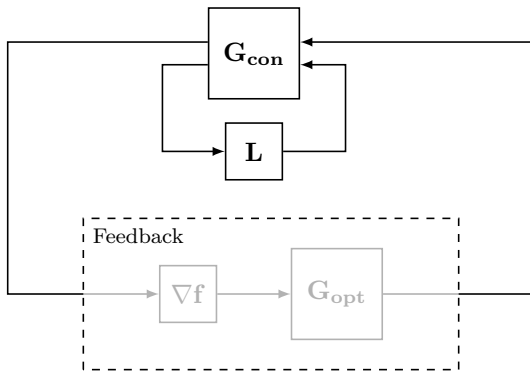 G_con
L
Feedback
∇f
G_opt